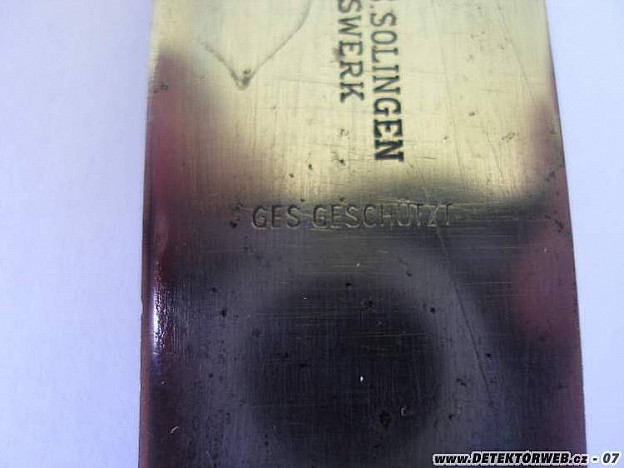 SOLINGEN
SWERK
GES GESCHÜTZT
www.DETEKTORWEB.cz - 07